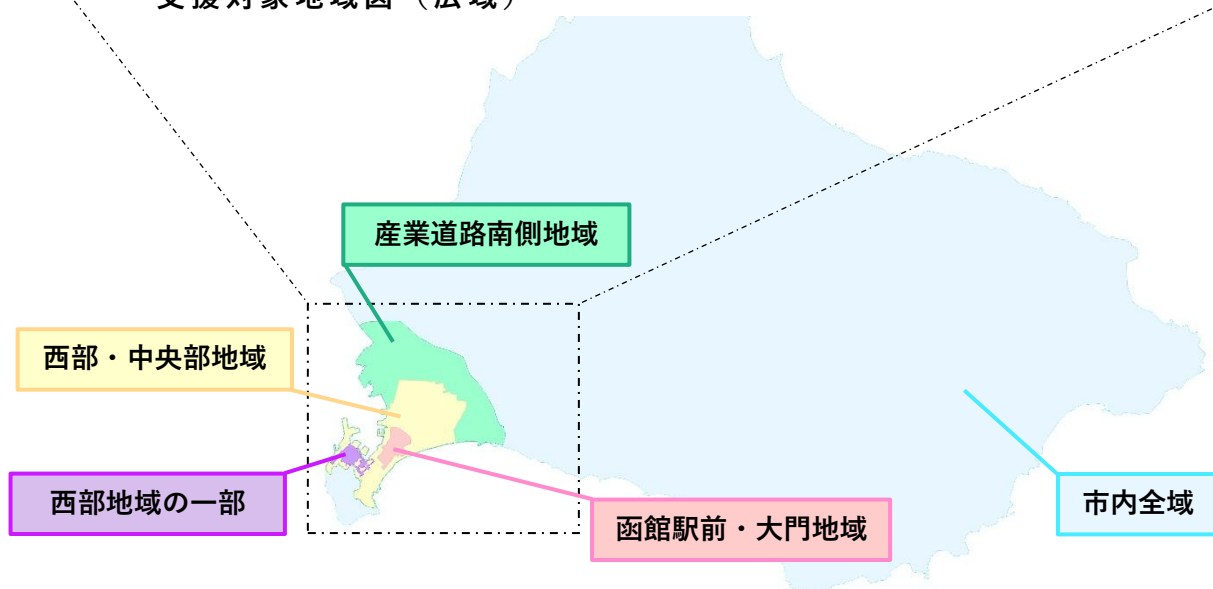 支援対象地域図（広域）
産業道路南側地域
西部・中央部地域
西部地域の一部
函館駅前・大門地域
市内全域